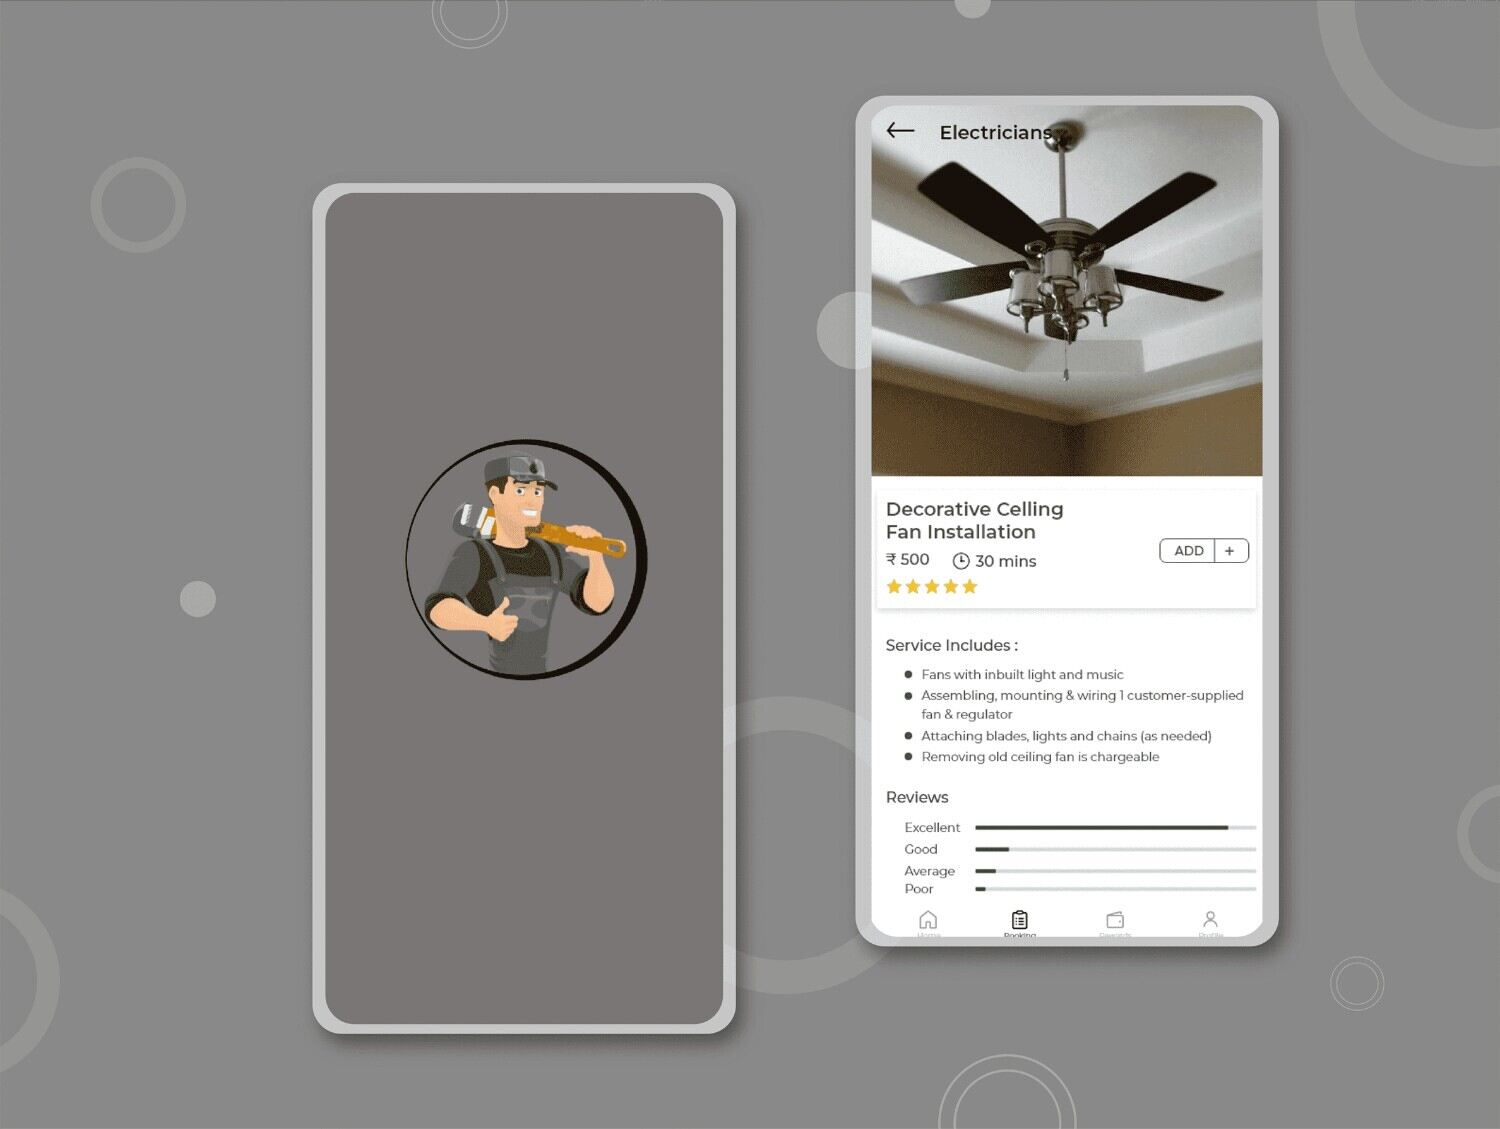 Electricians
Decorative Celling
Fan Installation
₹ 500 30 mins
ADD +
Service Includes :
Fans with inbuilt light and music
Assembling, mounting & wiring 1 customer-supplied
fan & regulator
Attaching blades, lights and chains (as needed)
Removing old ceiling fan is chargeable
Reviews
Excellent
Good
Average
Poor
Home Booking Rewards Profile